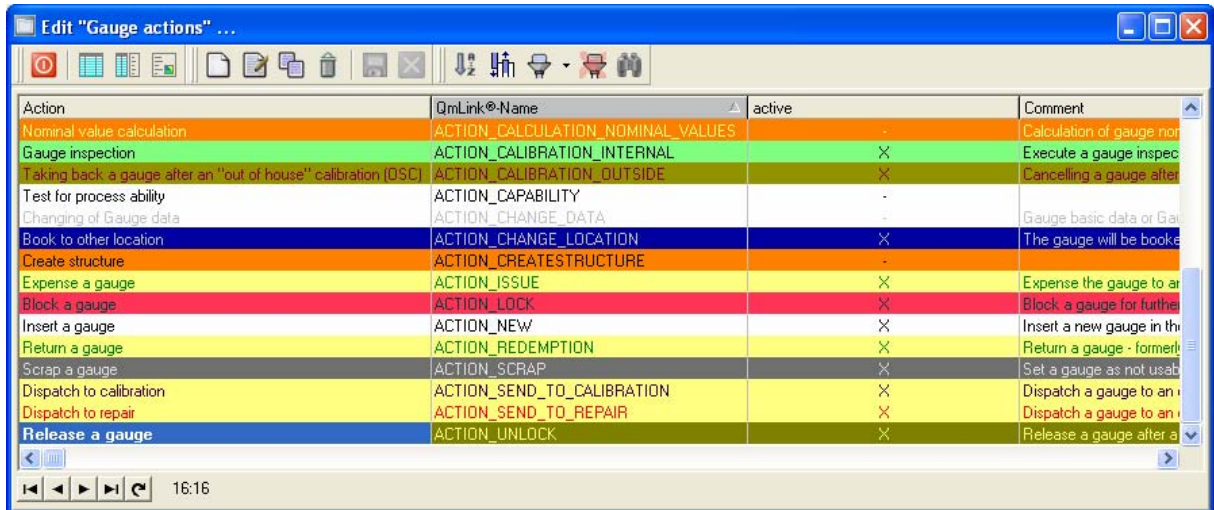 Edit "Gauge actions" ...
Action QmLink®-Name active Comment
Nominal value calculation ACTION_CALCULATION_NOMINAL_VALUES - Calculation of gauge nor
Gauge inspection ACTION_CALIBRATION_INTERNAL X Execute a gauge inspec
Taking back a gauge after an "out of house" calibration (OSC) ACTION_CALIBRATION_OUTSIDE X Cancelling a gauge after
Test for process ability ACTION_CAPABILITY -
Changing of Gauge data ACTION_CHANGE_DATA - Gauge basic data or Gau
Book to other location ACTION_CHANGE_LOCATION X The gauge will be booke
Create structure ACTION_CREATESTRUCTURE -
Expense a gauge ACTION_ISSUE X Expense the gauge to an
Block a gauge ACTION_LOCK X Block a gauge for further
Insert a gauge ACTION_NEW X Insert a new gauge in the
Return a gauge ACTION_REDEMPTION X Return a gauge - formerly
Scrap a gauge ACTION_SCRAP X Set a gauge as not usab
Dispatch to calibration ACTION_SEND_TO_CALIBRATION X Dispatch a gauge to an
Dispatch to repair ACTION_SEND_TO_REPAIR X Dispatch a gauge to an
Release a gauge ACTION_UNLOCK X Release a gauge after a
16:16